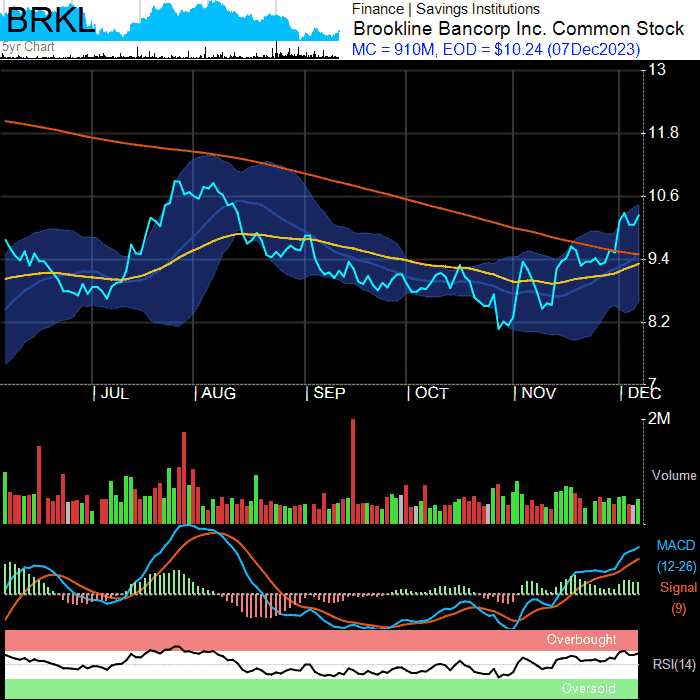 BRKL
5yr Chart
Finance | Savings Institutions
Brookline Bancorp Inc. Common Stock
MC = 910M, EOD = $10.24 (07Dec2023)
13
11.8
10.6
9.4
8.2
7
JUL
AUG
SEP
OCT
NOV
DEC
2M
Volume
MACD
(12-26)
Signal
(9)
Overbought
RSI(14)
Oversold